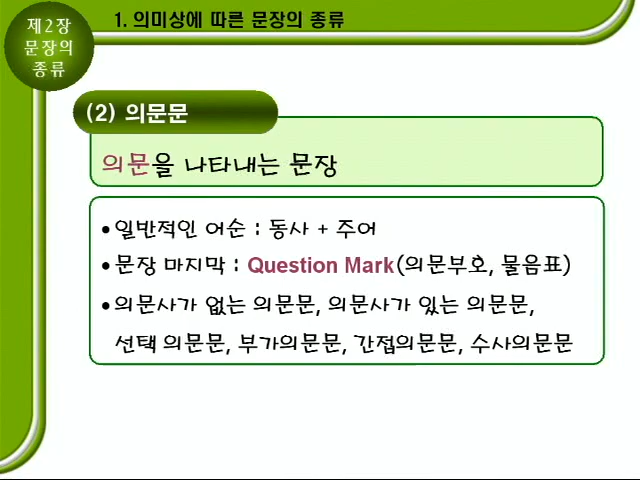 제2장
문장의
종류
1. 의미상에 따른 문장의 종류
(2) 의문문
의문을 나타내는 문장
•일반적인 어순 : 동사 + 주어
•문장 마지막 : Question Mark(의문부호, 물음표)
•의문사가 없는 의문문, 의문사가 있는 의문문,
선택 의문문, 부가의문문, 간접의문문, 수사의문문